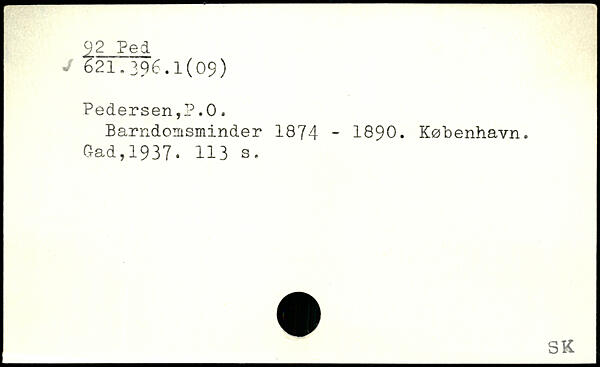 92 Ped
✓ 621.396.1(09)
Pedersen,P.O.
Barndomsminder 1874 - 1890. København.
Gad,1937. 113 s.
SK